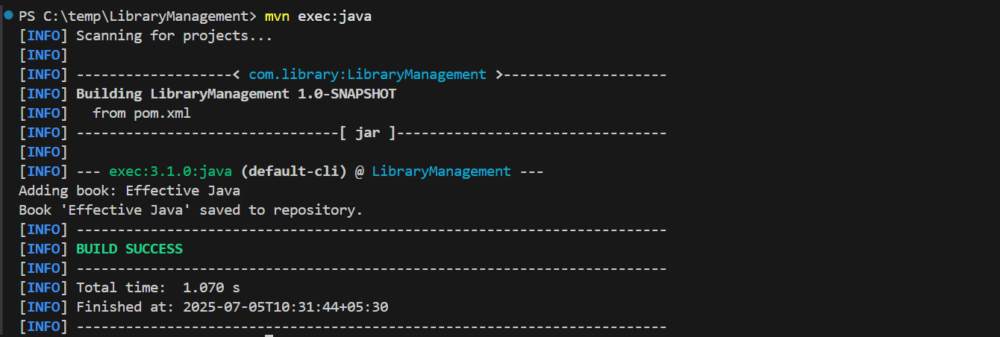 PS C:\temp\LibraryManagement> mvn exec:java
[INFO] Scanning for projects...
[INFO]
[INFO] -------------------< com.library:LibraryManagement >--------------------
[INFO] Building LibraryManagement 1.0-SNAPSHOT
[INFO]   from pom.xml
[INFO] --------------------------------[ jar ]---------------------------------
[INFO]
[INFO] --- exec:3.1.0:java (default-cli) @ LibraryManagement ---
Adding book: Effective Java
Book 'Effective Java' saved to repository.
[INFO] ------------------------------------------------------------------------
[INFO] BUILD SUCCESS
[INFO] ------------------------------------------------------------------------
[INFO] Total time:  1.070 s
[INFO] Finished at: 2025-07-05T10:31:44+05:30
[INFO] ------------------------------------------------------------------------